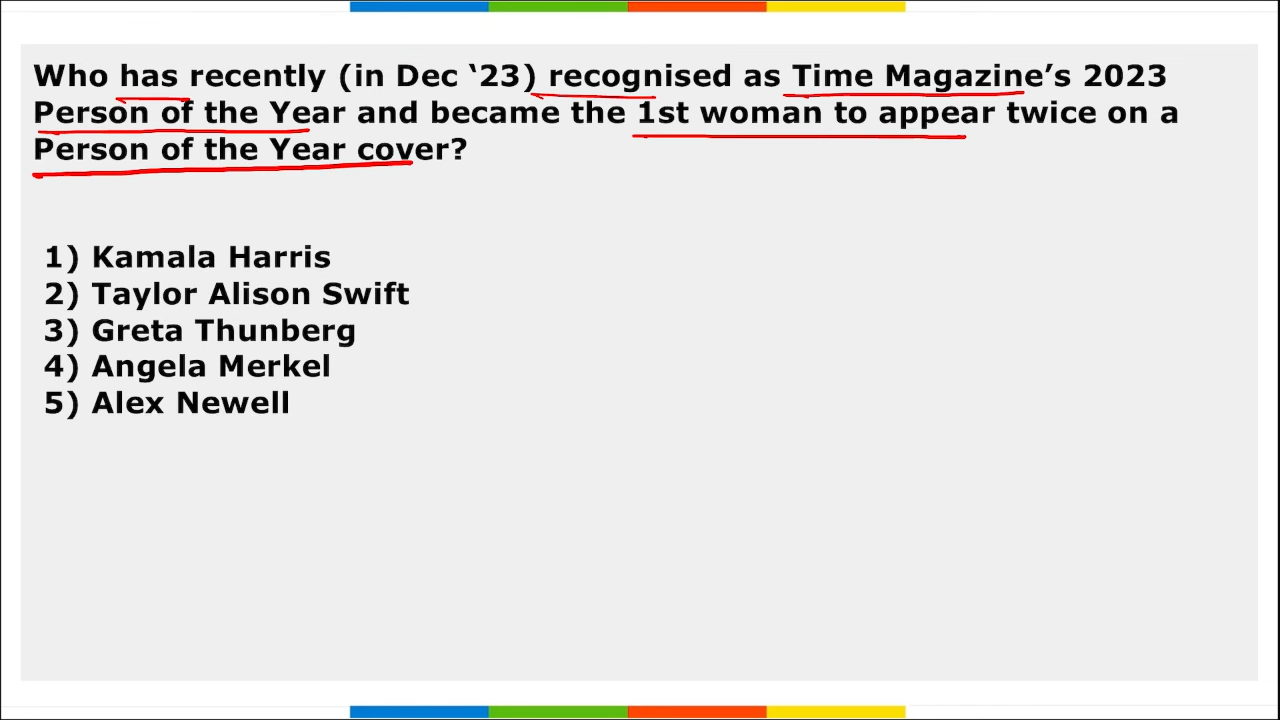 Who has recently (in Dec ‘23) recognised as Time Magazine’s 2023
Person of the Year and became the 1st woman to appear twice on a
Person of the Year cover?
1) Kamala Harris
2) Taylor Alison Swift
3) Greta Thunberg
4) Angela Merkel
5) Alex Newell